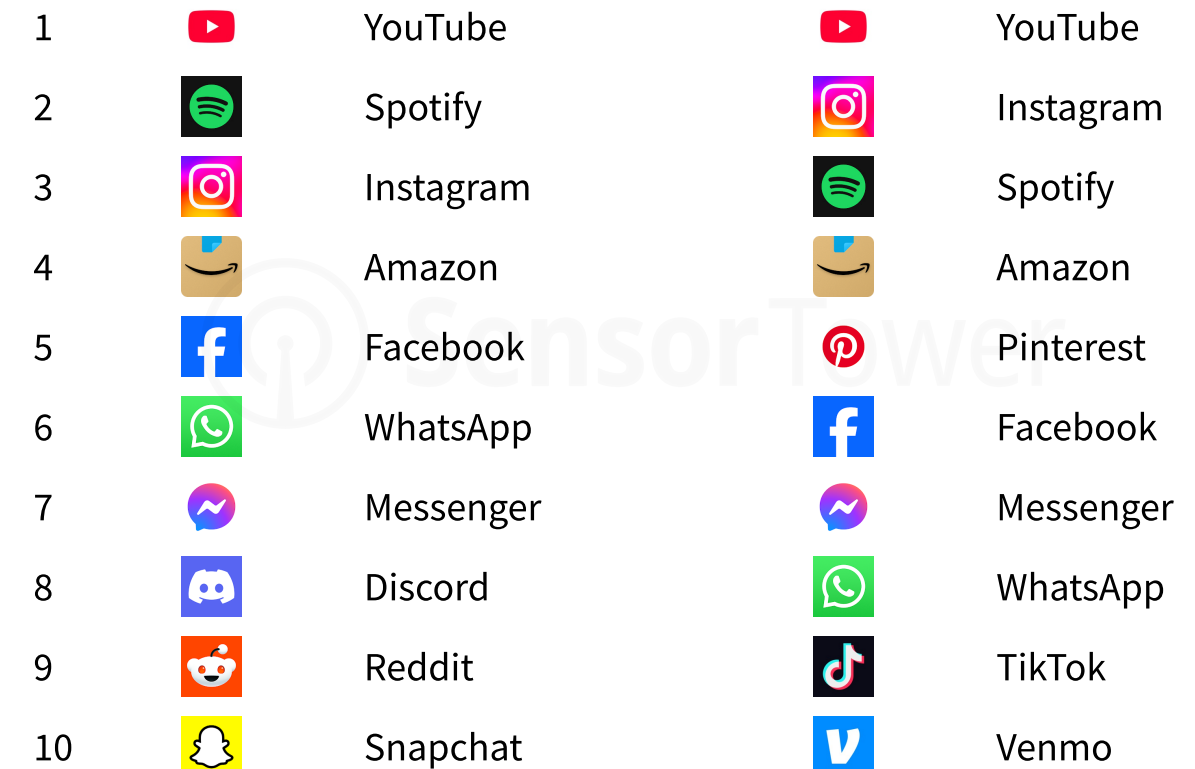 1 YouTube YouTube
2 Spotify Instagram
3 Instagram Spotify
4 Amazon Amazon
5 Facebook Pinterest
6 WhatsApp Facebook
7 Messenger Messenger
8 Discord WhatsApp
9 Reddit TikTok
10 Snapchat Venmo
Sensor Tower